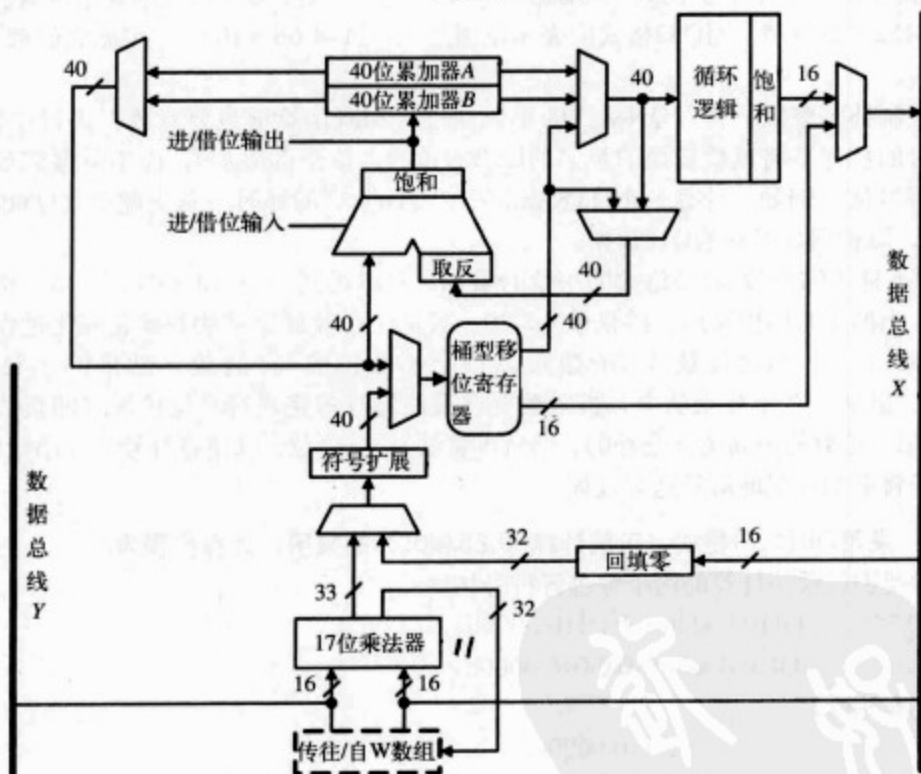 40
40位累加器A
40位累加器B
40
循环逻辑
饱和
16
进/借位输出
饱和
进/借位输入
取反
40
40
40
桶型移位寄存器
16
40
符号扩展
数据总线X
数据总线Y
32
回填零
16
33
32
17位乘法器
16
16
传往/自W数组